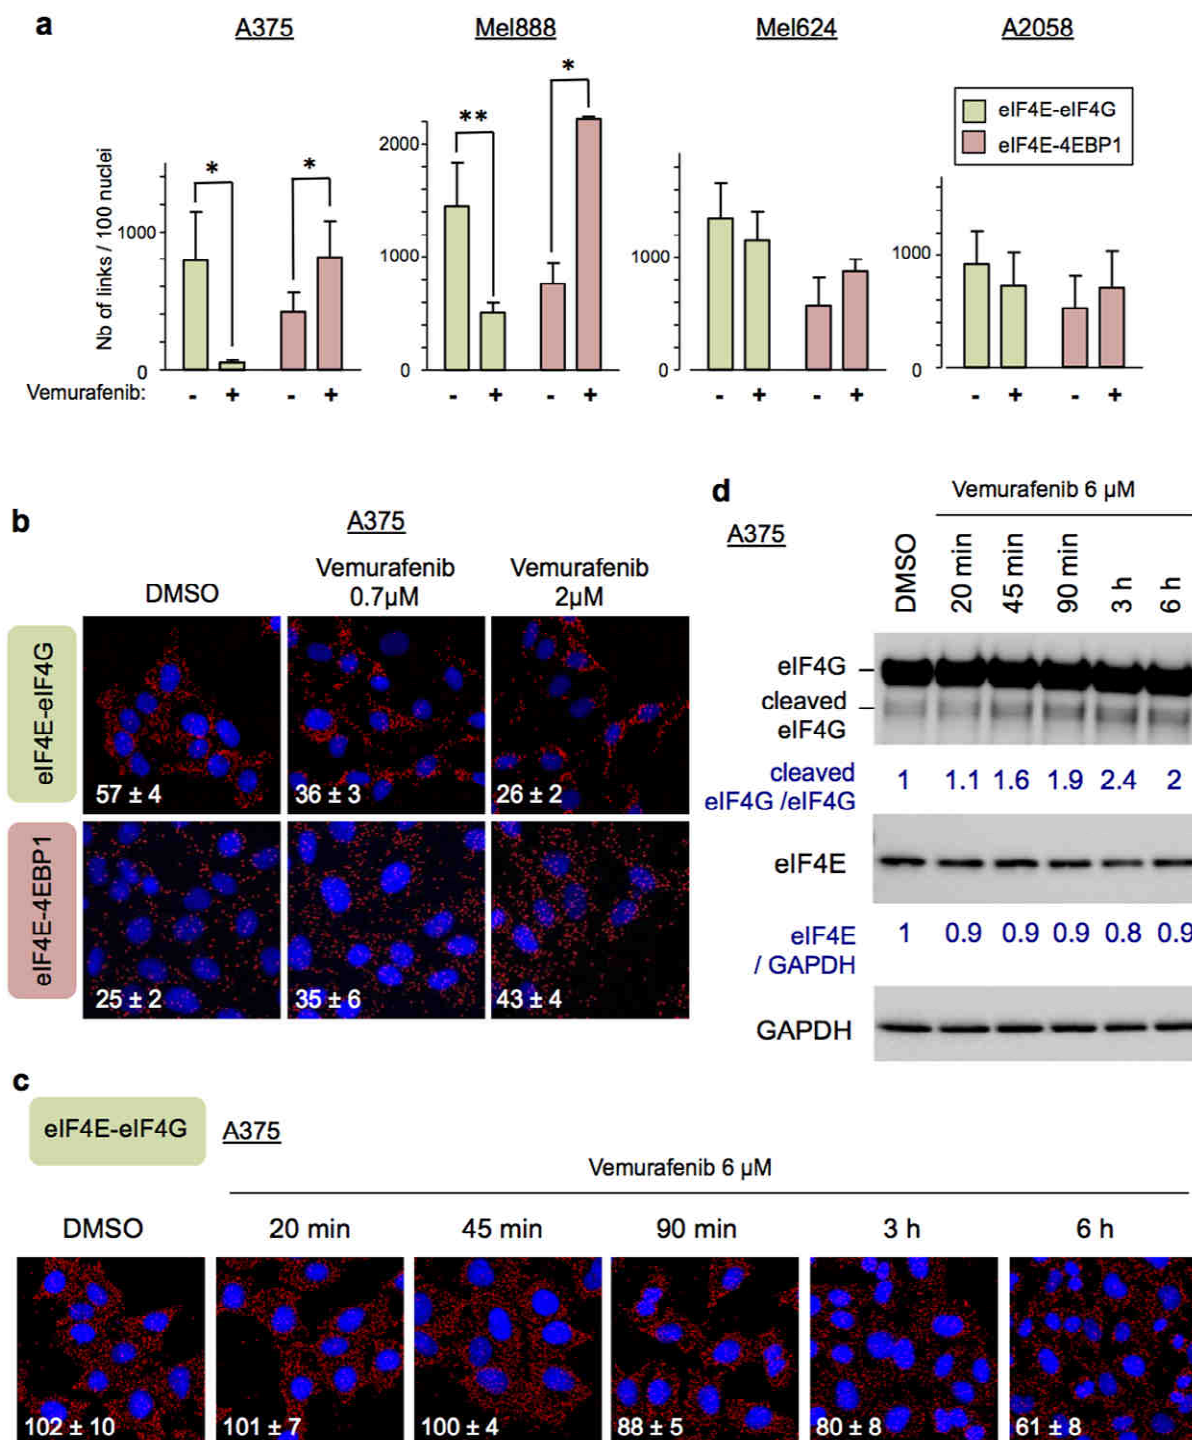 a
A375
Mel888
Mel624
A2058
eIF4E-eIF4G
eIF4E-4EBP1
Nb of links / 100 nuclei
*
*
1000
0
**
*
2000
1000
0
1000
0
1000
0
Vemurafenib:
- + - +
- + - +
- + - +
- + - +
b
A375
DMSO
Vemurafenib
0.7µM
Vemurafenib
2µM
eIF4E-eIF4G
57 ± 4
36 ± 3
26 ± 2
eIF4E-4EBP1
25 ± 2
35 ± 6
43 ± 4
d
A375
Vemurafenib 6 µM
DMSO
20 min
45 min
90 min
3 h
6 h
eIF4G
cleaved
eIF4G
cleaved
eIF4G /eIF4G
1 1.1 1.6 1.9 2.4 2
eIF4E
eIF4E
/ GAPDH
1 0.9 0.9 0.9 0.8 0.9
GAPDH
c
eIF4E-eIF4G
A375
Vemurafenib 6 µM
DMSO
20 min
45 min
90 min
3 h
6 h
102 ± 10
101 ± 7
100 ± 4
88 ± 5
80 ± 8
61 ± 8